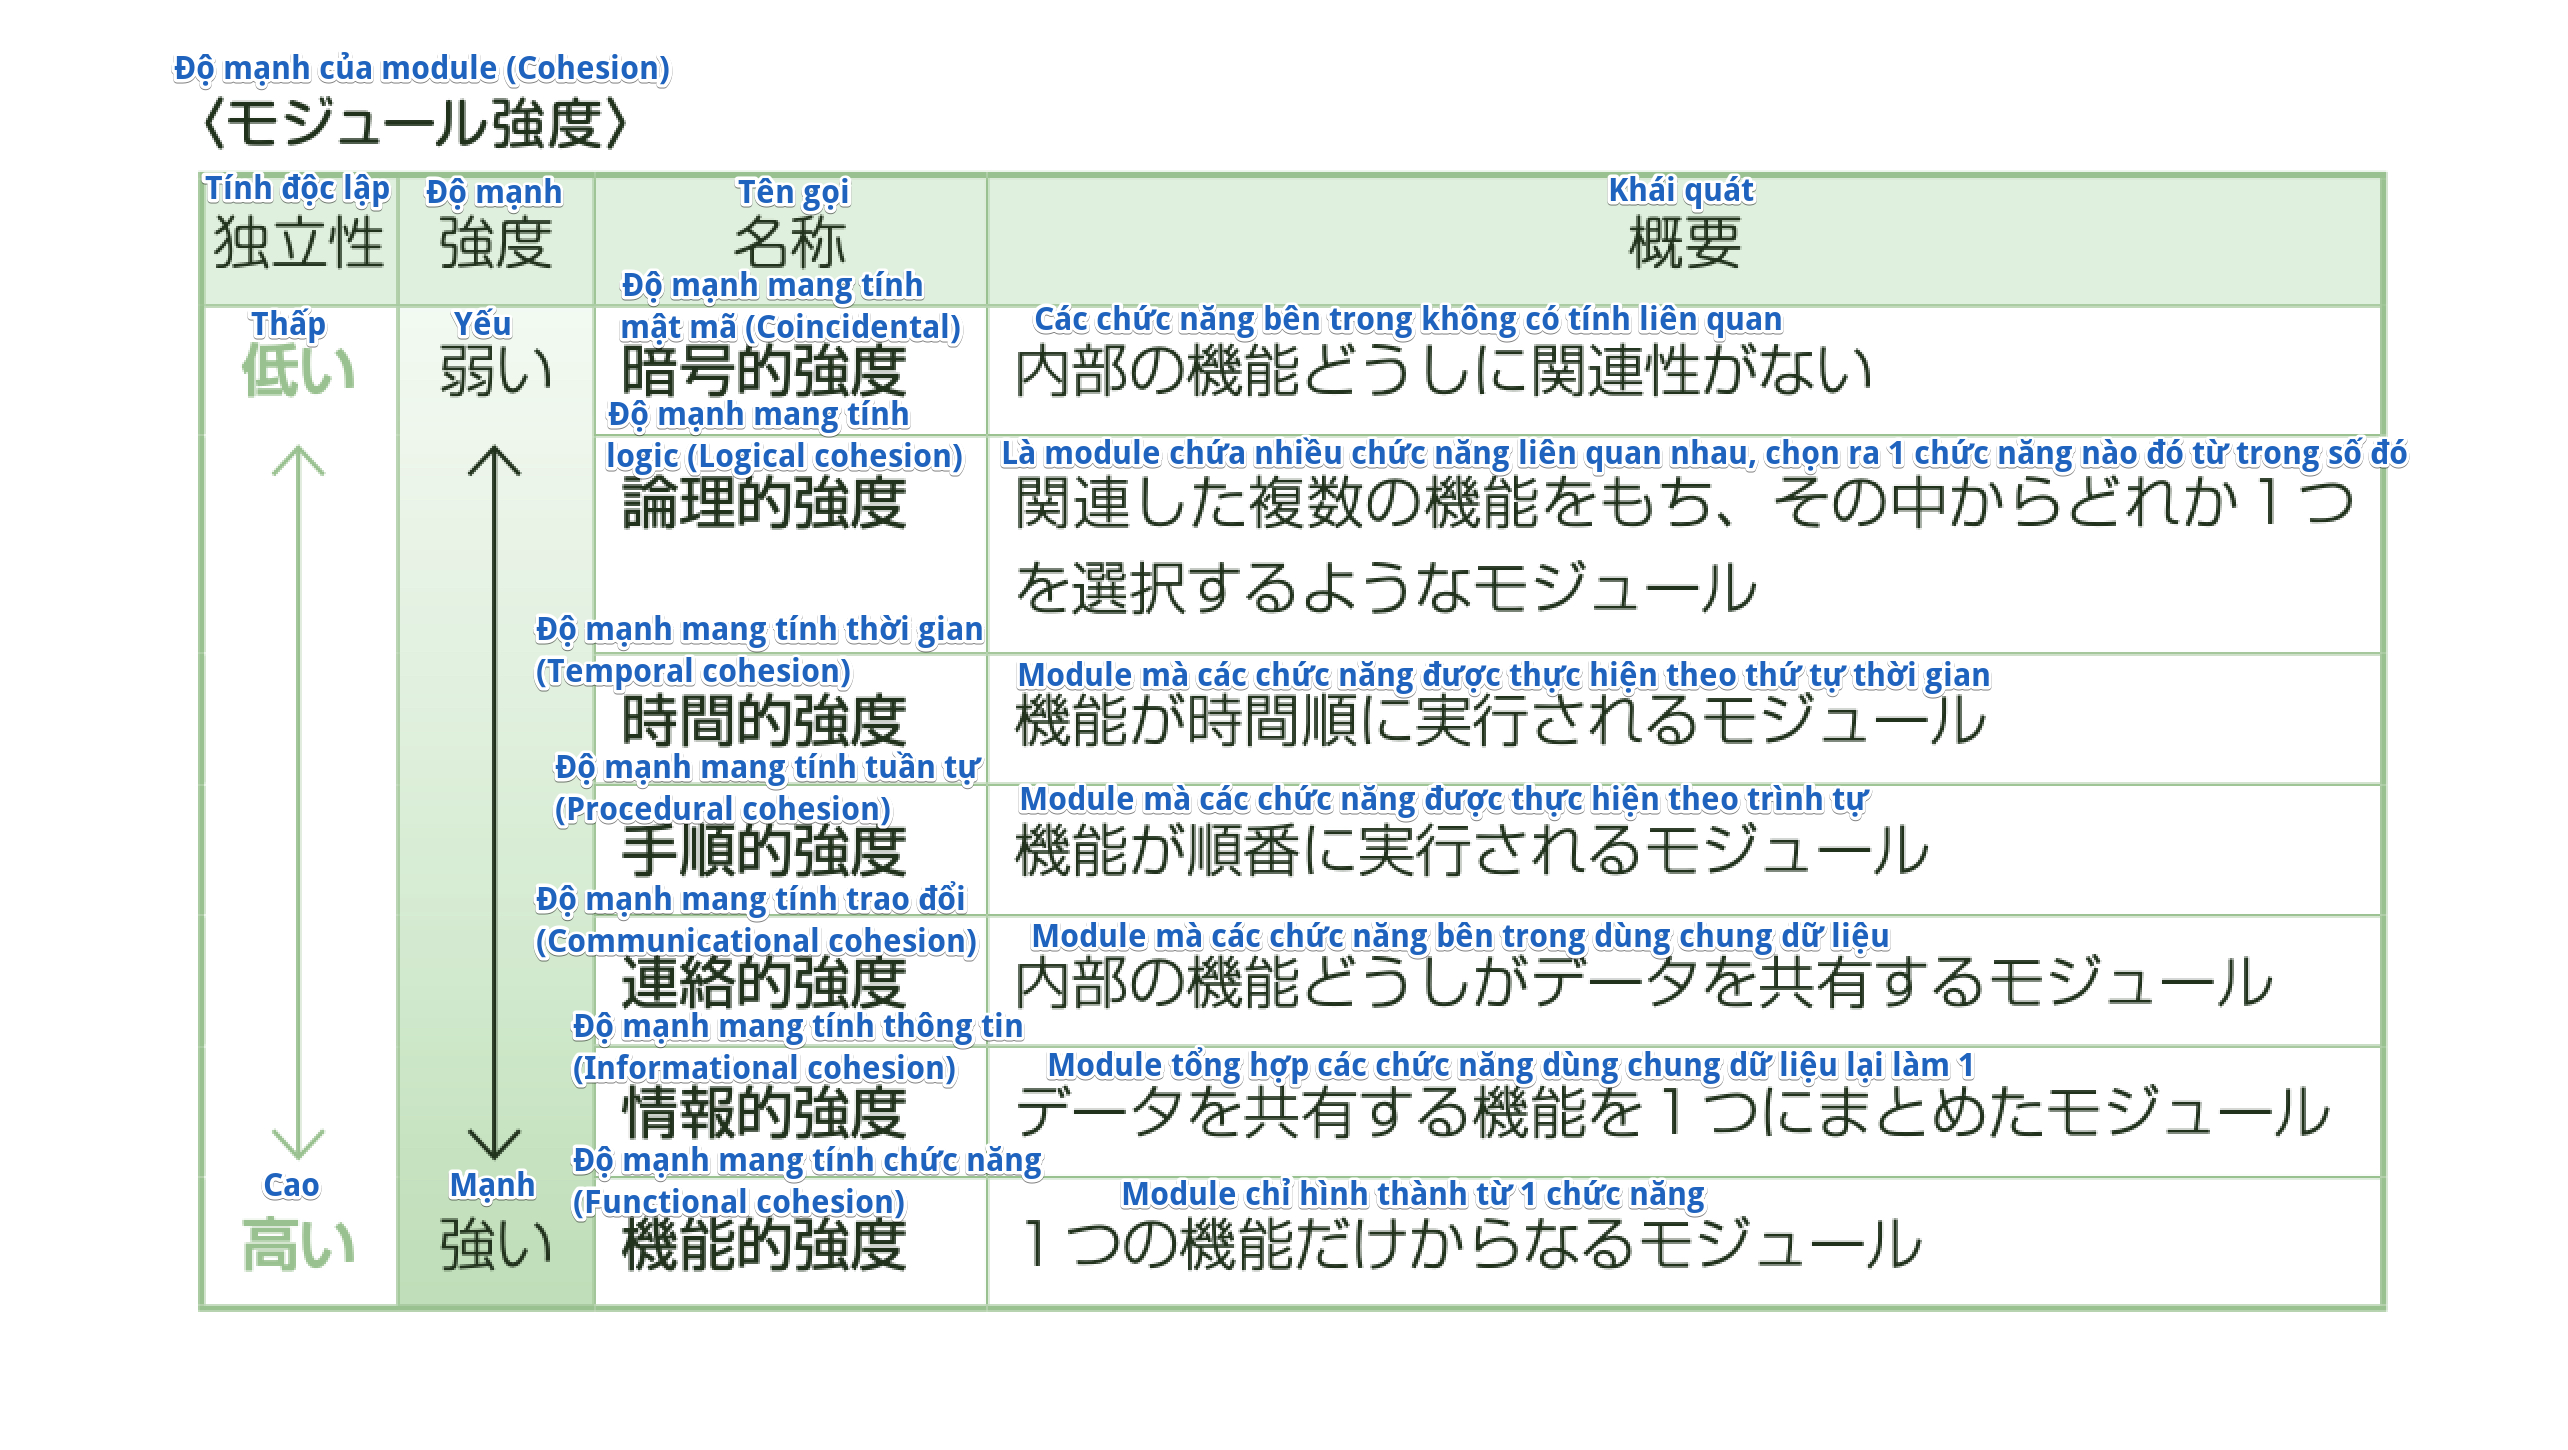 Độ mạnh của module (Cohesion)
〈モジュール強度〉
Tính độc lập
独立性
Độ mạnh
強度
Tên gọi
名称
Khái quát
概要
Thấp
低い
Yếu
弱い
Độ mạnh mang tính
mật mã (Coincidental)
暗号的強度
Các chức năng bên trong không có tính liên quan
内部の機能どうしに関連性がない
Độ mạnh mang tính
logic (Logical cohesion)
論理的強度
Là module chứa nhiều chức năng liên quan nhau, chọn ra 1 chức năng nào đó từ trong số đó
関連した複数の機能をもち、その中からどれか１つ
を選択するようなモジュール
Độ mạnh mang tính thời gian
(Temporal cohesion)
時間的強度
Module mà các chức năng được thực hiện theo thứ tự thời gian
機能が時間順に実行されるモジュール
Độ mạnh mang tính tuần tự
(Procedural cohesion)
手順的強度
Module mà các chức năng được thực hiện theo trình tự
機能が順番に実行されるモジュール
Độ mạnh mang tính trao đổi
(Communicational cohesion)
連絡的強度
Module mà các chức năng bên trong dùng chung dữ liệu
内部の機能どうしがデータを共有するモジュール
Độ mạnh mang tính thông tin
(Informational cohesion)
情報的強度
Module tổng hợp các chức năng dùng chung dữ liệu lại làm 1
データを共有する機能を１つにまとめたモジュール
Cao
高い
Mạnh
強い
Độ mạnh mang tính chức năng
(Functional cohesion)
機能的強度
Module chỉ hình thành từ 1 chức năng
１つの機能だけからなるモジュール